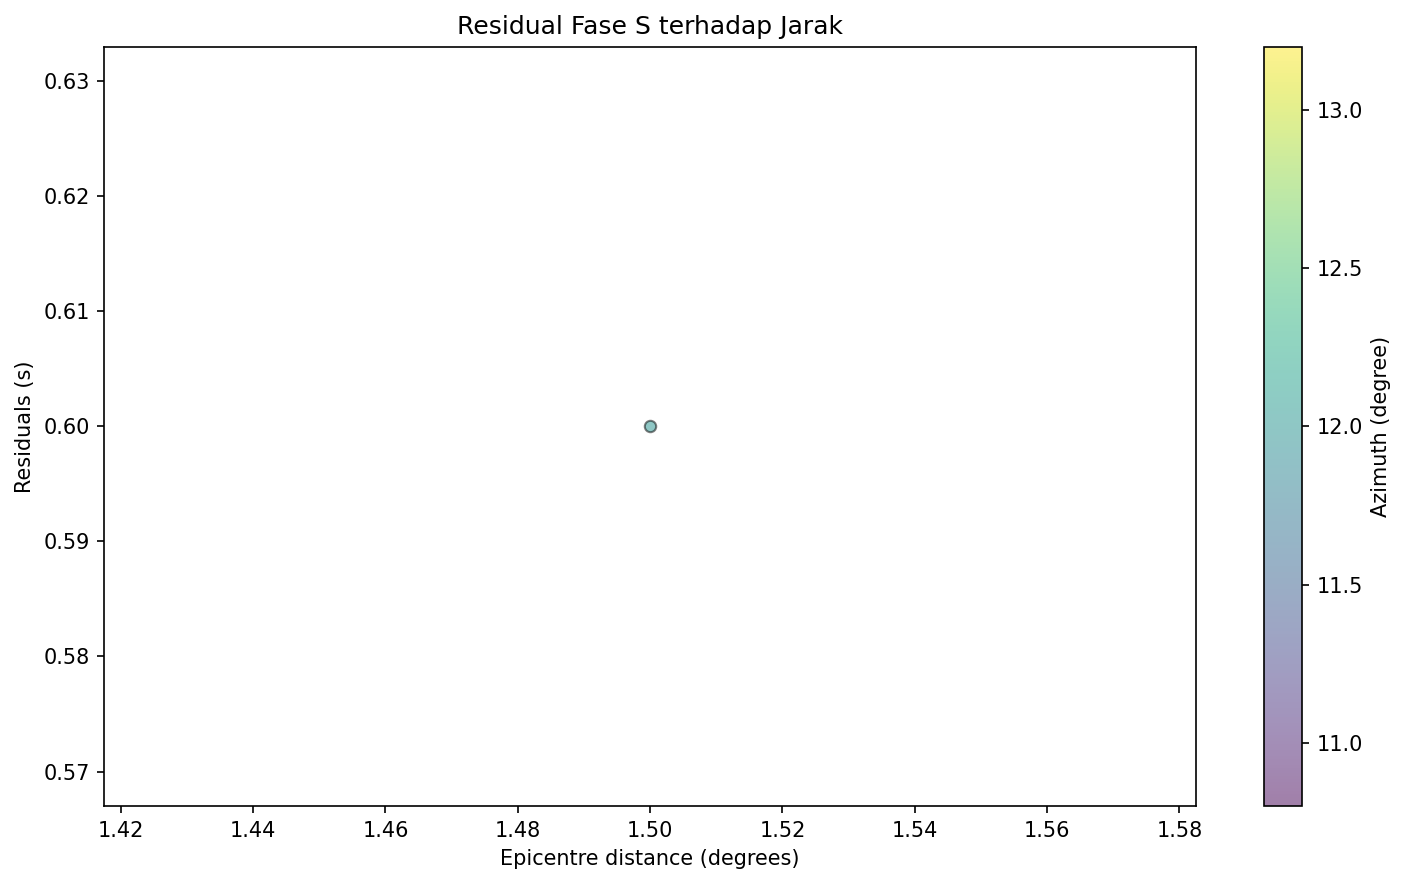 Residual Fase S terhadap Jarak
Residuals (s)
0.63
0.62
0.61
0.60
0.59
0.58
0.57
1.42 1.44 1.46 1.48 1.50 1.52 1.54 1.56 1.58
Epicentre distance (degrees)
13.0
12.5
12.0
11.5
11.0
Azimuth (degree)